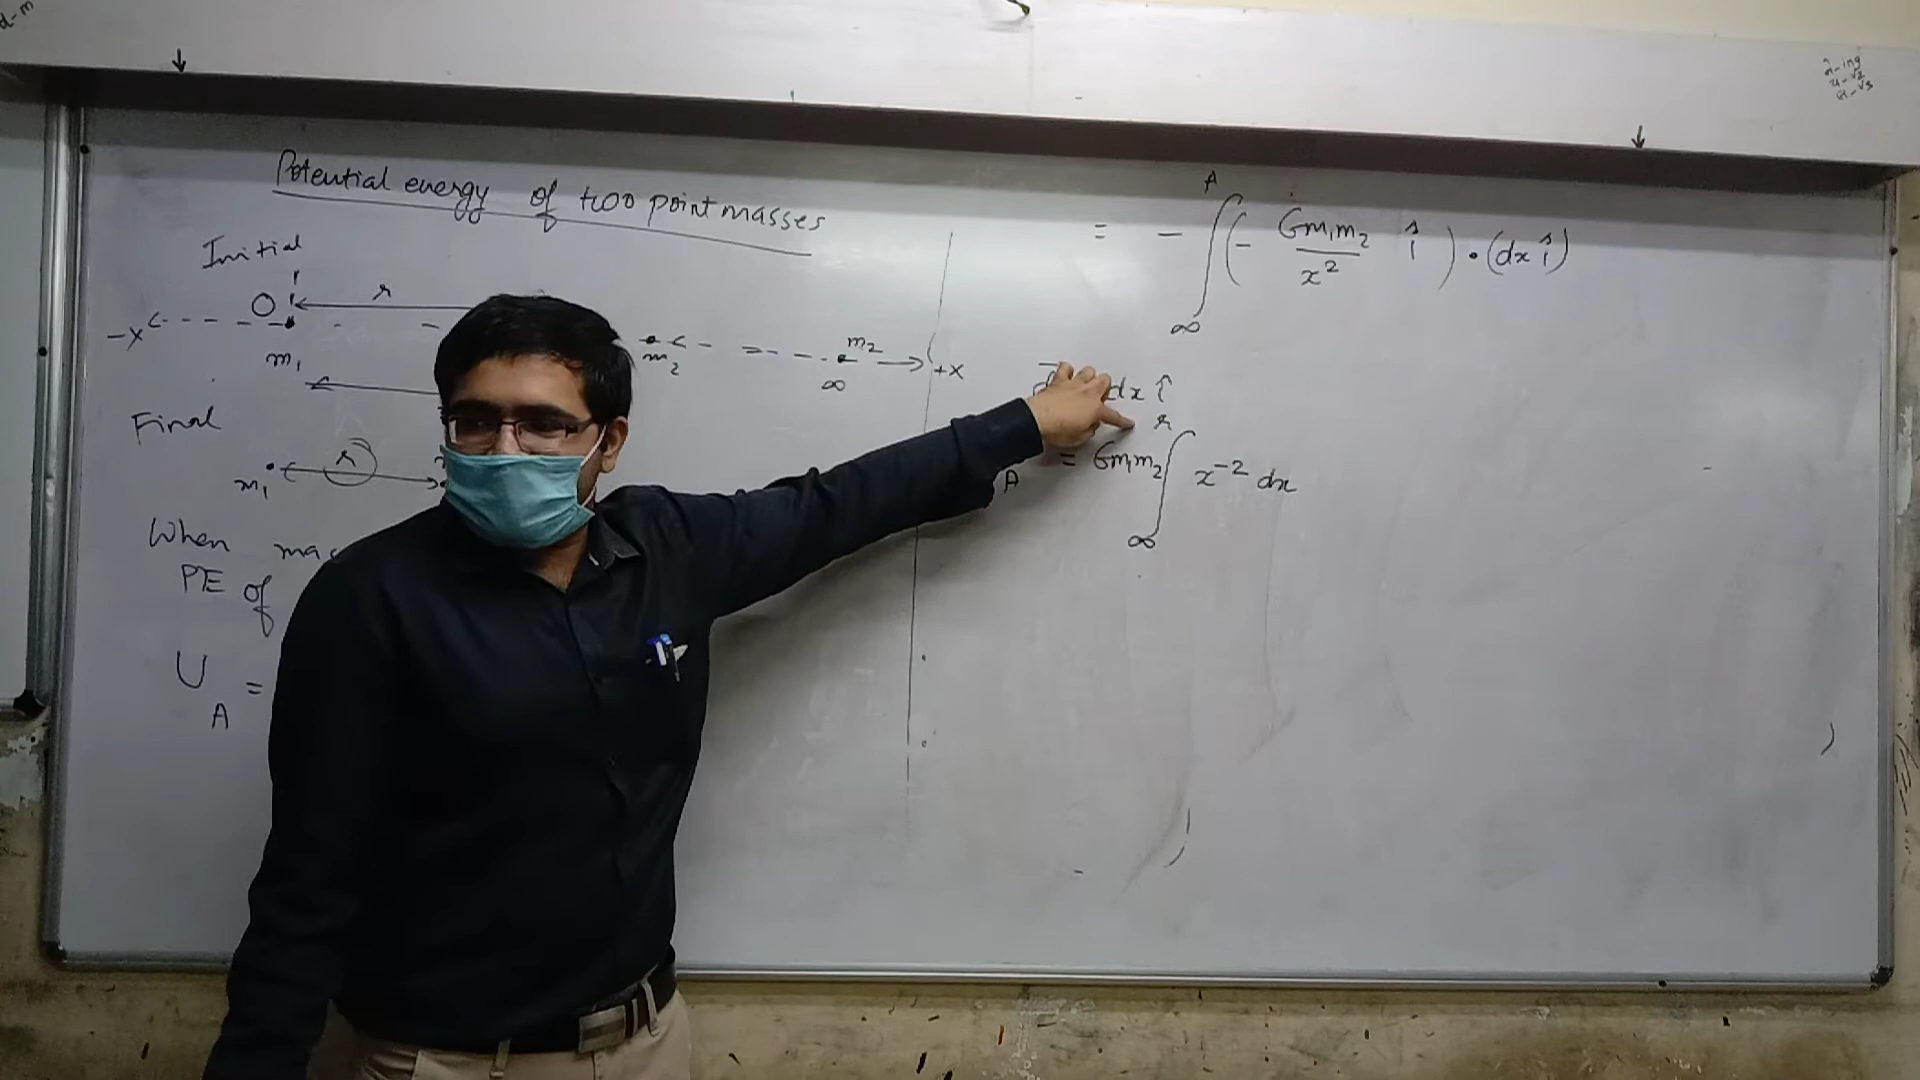 Potential energy of two point masses
Initial
O r
-X m₁ m₂ m₂ ∞ +X
Final
m₁ r
When
PE of
U_A =
= - ∫_∞^A (- Gm₁m₂/x² î) • (dx î)
dx î
A = Gm₁m₂ ∫_∞^r x⁻² dx